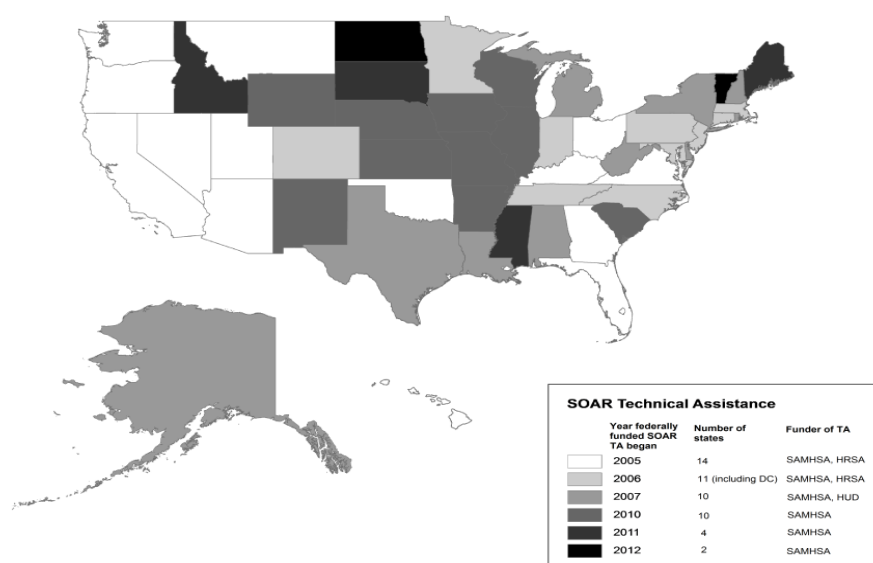 SOAR Technical Assistance
Year federally funded SOAR TA began Number of states Funder of TA
2005 14 SAMHSA, HRSA
2006 11 (including DC) SAMHSA, HRSA
2007 10 SAMHSA, HUD
2010 10 SAMHSA
2011 4 SAMHSA
2012 2 SAMHSA